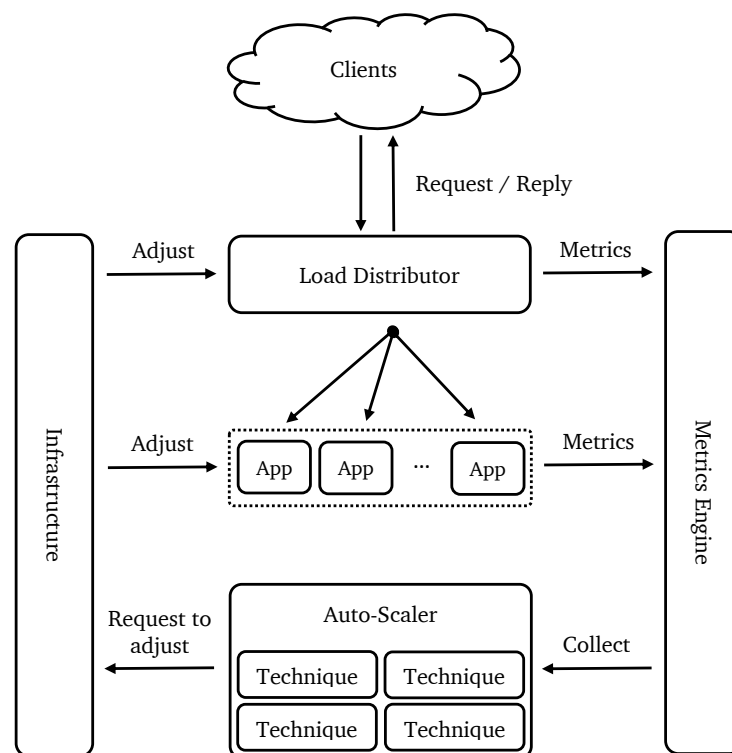 Clients
Request / Reply
Adjust
Load Distributor
Metrics
Infrastructure
Adjust
App
App
...
App
Metrics
Metrics Engine
Request to
adjust
Auto-Scaler
Technique
Technique
Technique
Technique
Collect